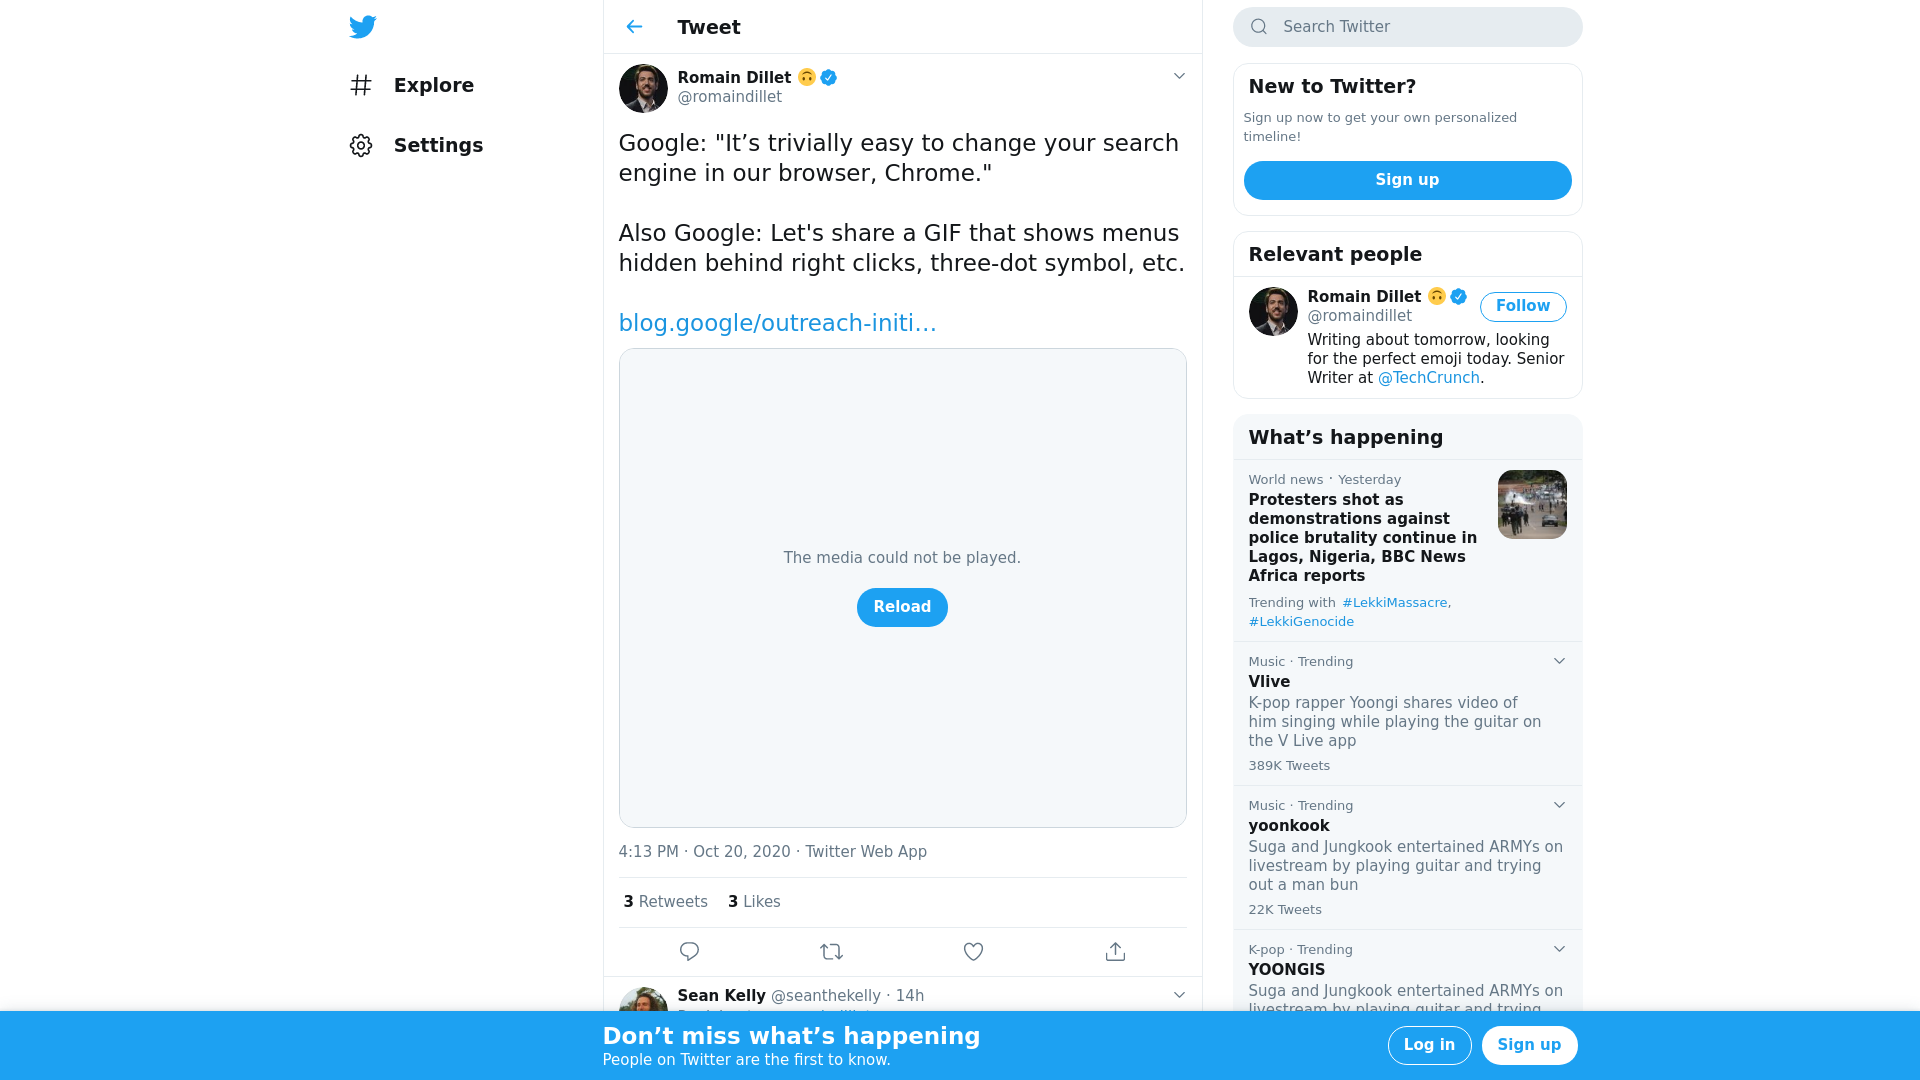 Explore
Settings
Tweet
Romain Dillet 🙃
@romaindillet
Google: "It’s trivially easy to change your search
engine in our browser, Chrome."
Also Google: Let's share a GIF that shows menus
hidden behind right clicks, three-dot symbol, etc.
blog.google/outreach-initi…
The media could not be played.
Reload
4:13 PM · Oct 20, 2020 · Twitter Web App
3 Retweets 3 Likes
Sean Kelly @seanthekelly · 14h
Search Twitter
New to Twitter?
Sign up now to get your own personalized
timeline!
Sign up
Relevant people
Romain Dillet 🙃
@romaindillet
Follow
Writing about tomorrow, looking
for the perfect emoji today. Senior
Writer at @TechCrunch.
What’s happening
World news · Yesterday
Protesters shot as
demonstrations against
police brutality continue in
Lagos, Nigeria, BBC News
Africa reports
Trending with #LekkiMassacre,
#LekkiGenocide
Music · Trending
Vlive
K-pop rapper Yoongi shares video of
him singing while playing the guitar on
the V Live app
389K Tweets
Music · Trending
yoonkook
Suga and Jungkook entertained ARMYs on
livestream by playing guitar and trying
out a man bun
22K Tweets
K-pop · Trending
YOONGIS
Suga and Jungkook entertained ARMYs on
livestream by playing guitar and trying
Don’t miss what’s happening
People on Twitter are the first to know.
Log in
Sign up